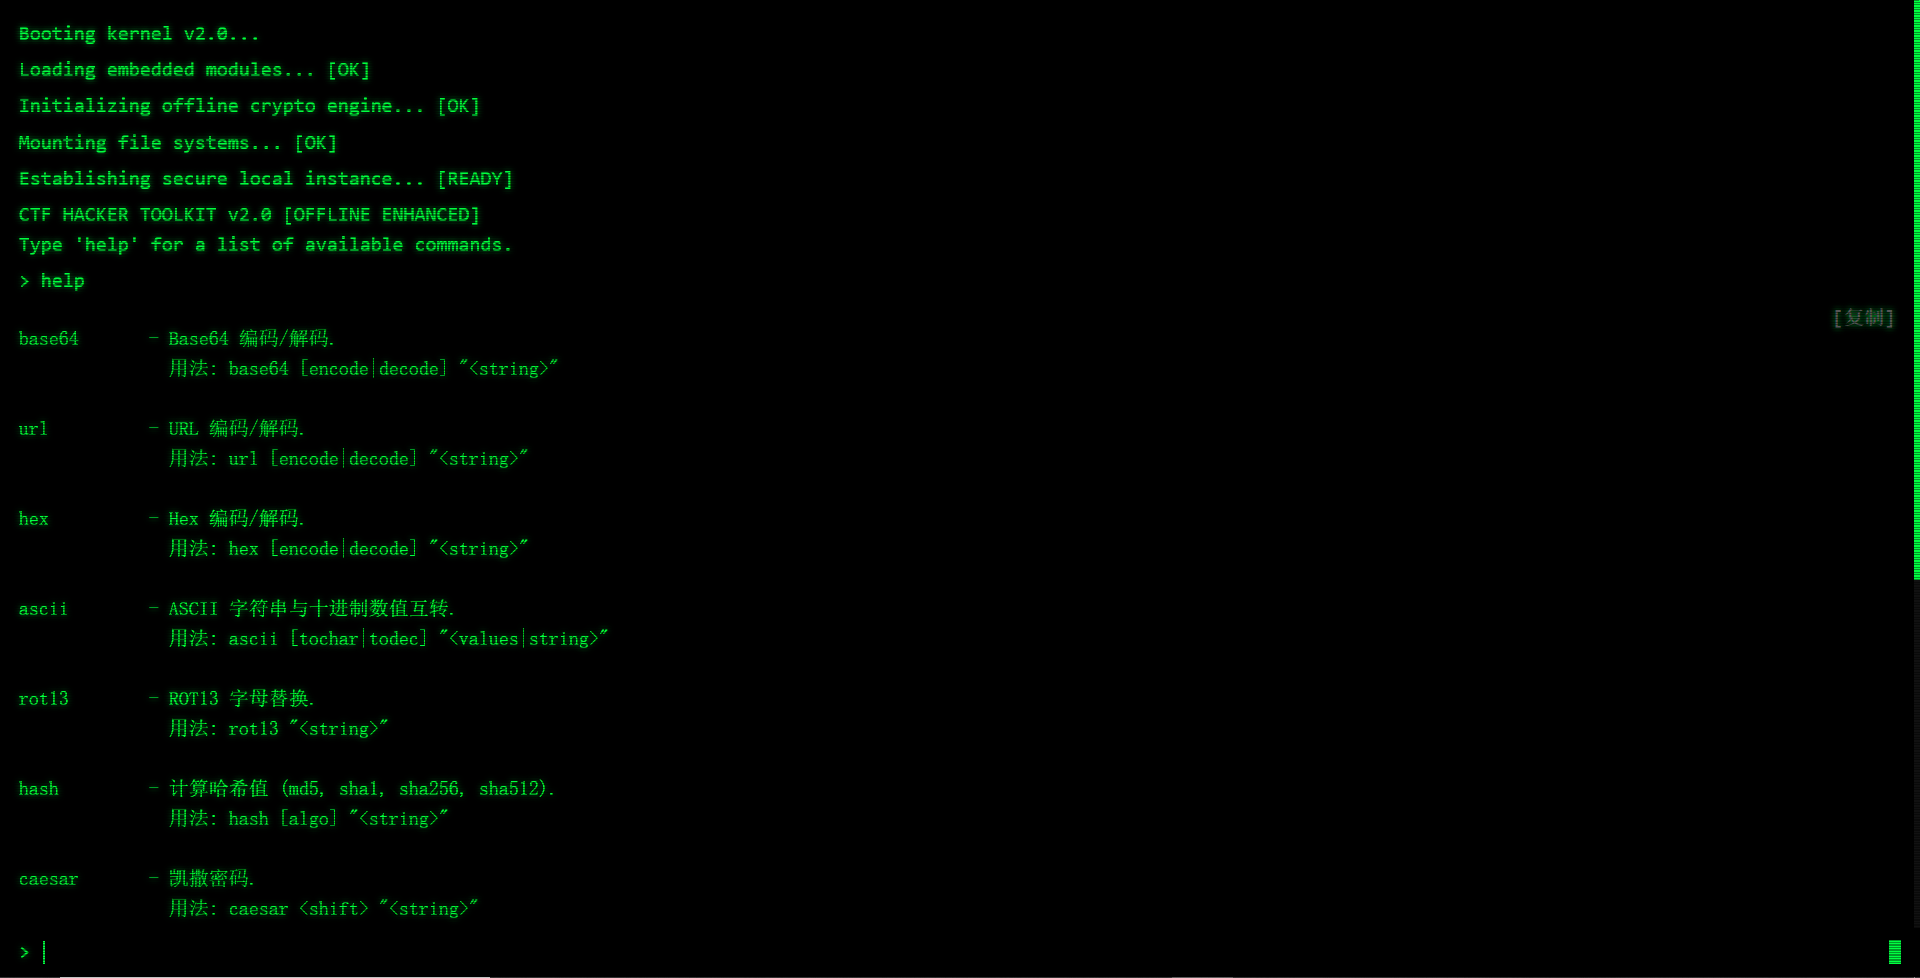 Booting kernel v2.0...
Loading embedded modules... [OK]
Initializing offline crypto engine... [OK]
Mounting file systems... [OK]
Establishing secure local instance... [READY]
CTF HACKER TOOLKIT v2.0 [OFFLINE ENHANCED]
Type 'help' for a list of available commands.
> help
[复制]
base64       - Base64 编码/解码.
用法: base64 [encode|decode] "<string>"
url          - URL 编码/解码.
用法: url [encode|decode] "<string>"
hex          - Hex 编码/解码.
用法: hex [encode|decode] "<string>"
ascii        - ASCII 字符串与十进制数值互转.
用法: ascii [tochar|todec] "<values|string>"
rot13        - ROT13 字母替换.
用法: rot13 "<string>"
hash         - 计算哈希值 (md5, sha1, sha256, sha512).
用法: hash [algo] "<string>"
caesar       - 凯撒密码.
用法: caesar <shift> "<string>"
>